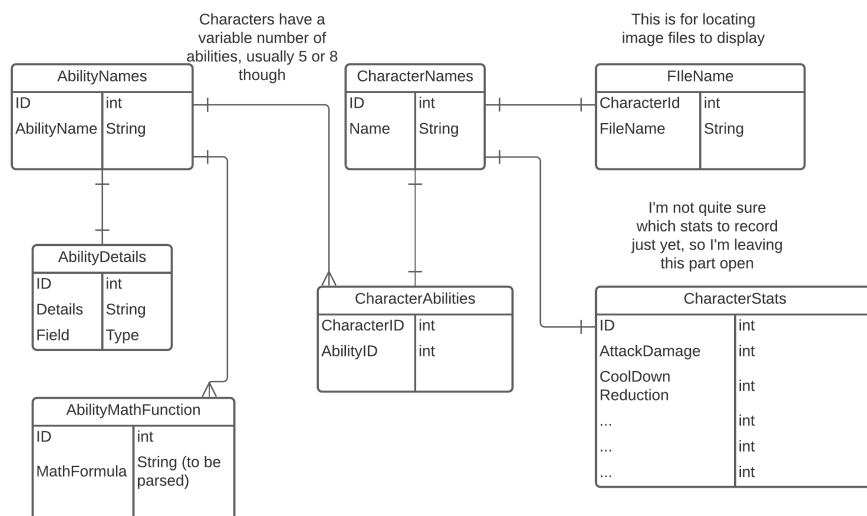 Characters have a
variable number of
abilities, usually 5 or 8
though
This is for locating
image files to display
AbilityNames
ID int
AbilityName String
CharacterNames
ID int
Name String
FIleName
CharacterId int
FileName String
I'm not quite sure
which stats to record
just yet, so I'm leaving
this part open
AbilityDetails
ID int
Details String
Field Type
CharacterAbilities
CharacterID int
AbilityID int
CharacterStats
ID int
AttackDamage int
CoolDown
Reduction int
... int
... int
... int
AbilityMathFunction
ID int
MathFormula String (to be
parsed)